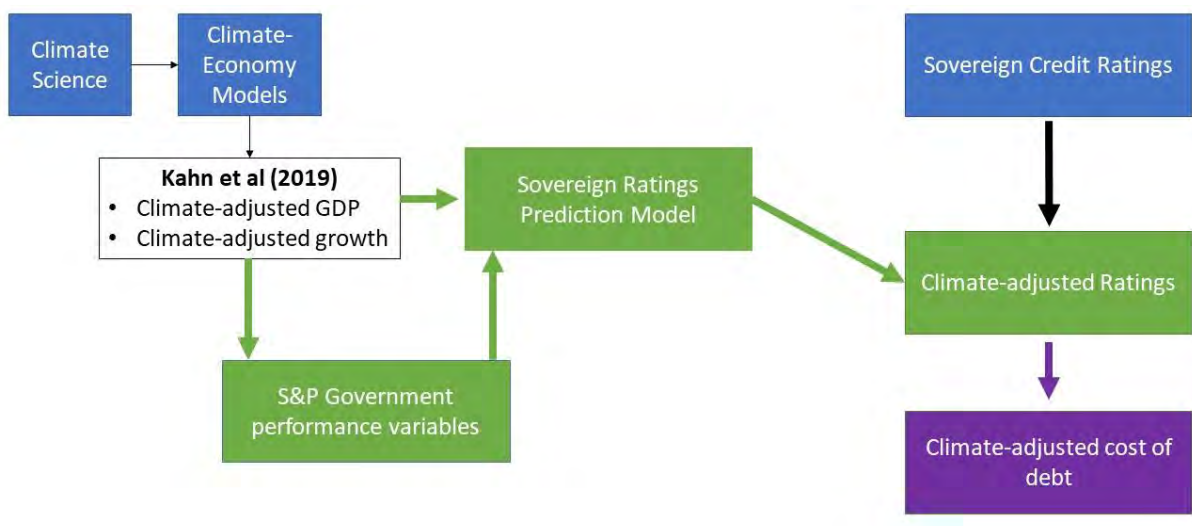 Climate
Science
Climate-
Economy
Models
Sovereign Credit Ratings
Kahn et al (2019)
• Climate-adjusted GDP
• Climate-adjusted growth
Sovereign Ratings
Prediction Model
Climate-adjusted Ratings
S&P Government
performance variables
Climate-adjusted cost of
debt